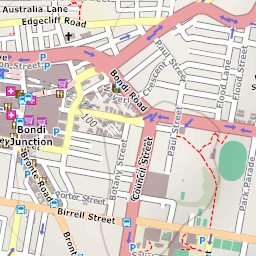 Australia Lane
Edgecliff Road
Paul Street
Flood Lane
Flood Street
Crescent
Bondi Road
100
Bondi
Junction
Botany Street
Council Street
Paul Street
Park Parade
Bronte Road
Porter Street
Birrell Street